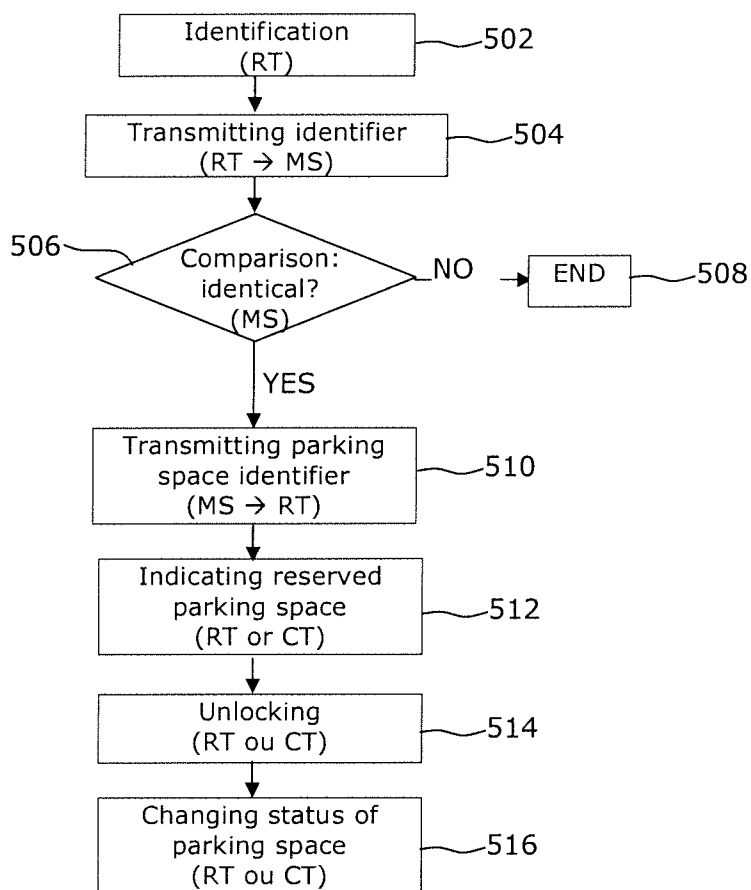 Identification
(RT)
502
Transmitting identifier
(RT → MS)
504
506
Comparison:
identical?
(MS)
NO
END
508
YES
Transmitting parking
space identifier
(MS → RT)
510
Indicating reserved
parking space
(RT or CT)
512
Unlocking
(RT ou CT)
514
Changing status of
parking space
(RT ou CT)
516